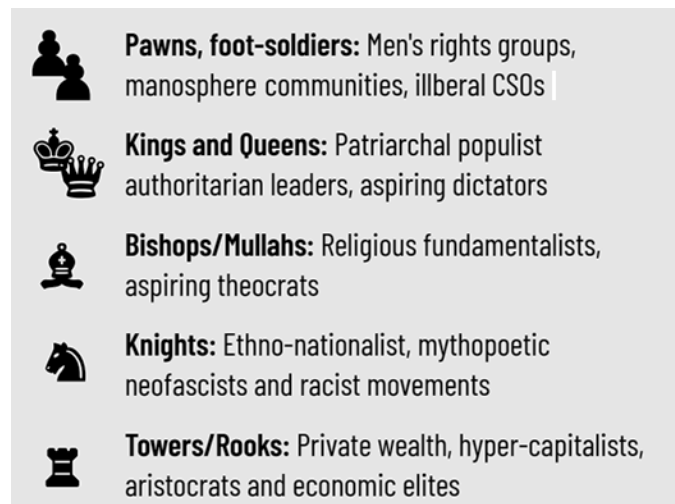 Pawns, foot-soldiers: Men's rights groups,
manosphere communities, illberal CSOs
Kings and Queens: Patriarchal populist
authoritarian leaders, aspiring dictators
Bishops/Mullahs: Religious fundamentalists,
aspiring theocrats
Knights: Ethno-nationalist, mythopoetic
neofascists and racist movements
Towers/Rooks: Private wealth, hyper-capitalists,
aristocrats and economic elites